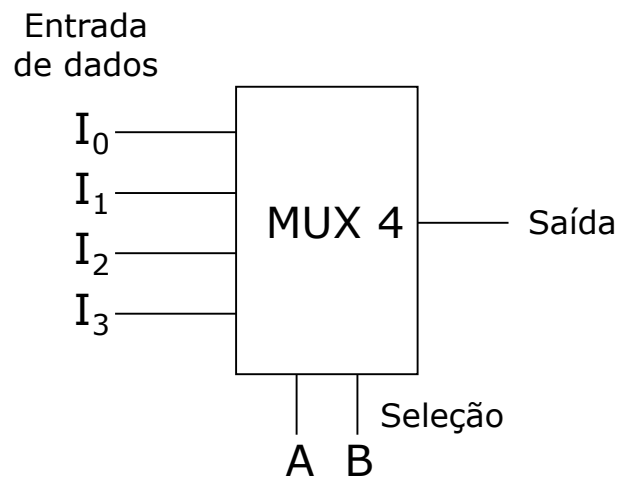 Entrada
de dados
I₀
I₁
I₂
I₃
MUX 4
Saída
Seleção
A B